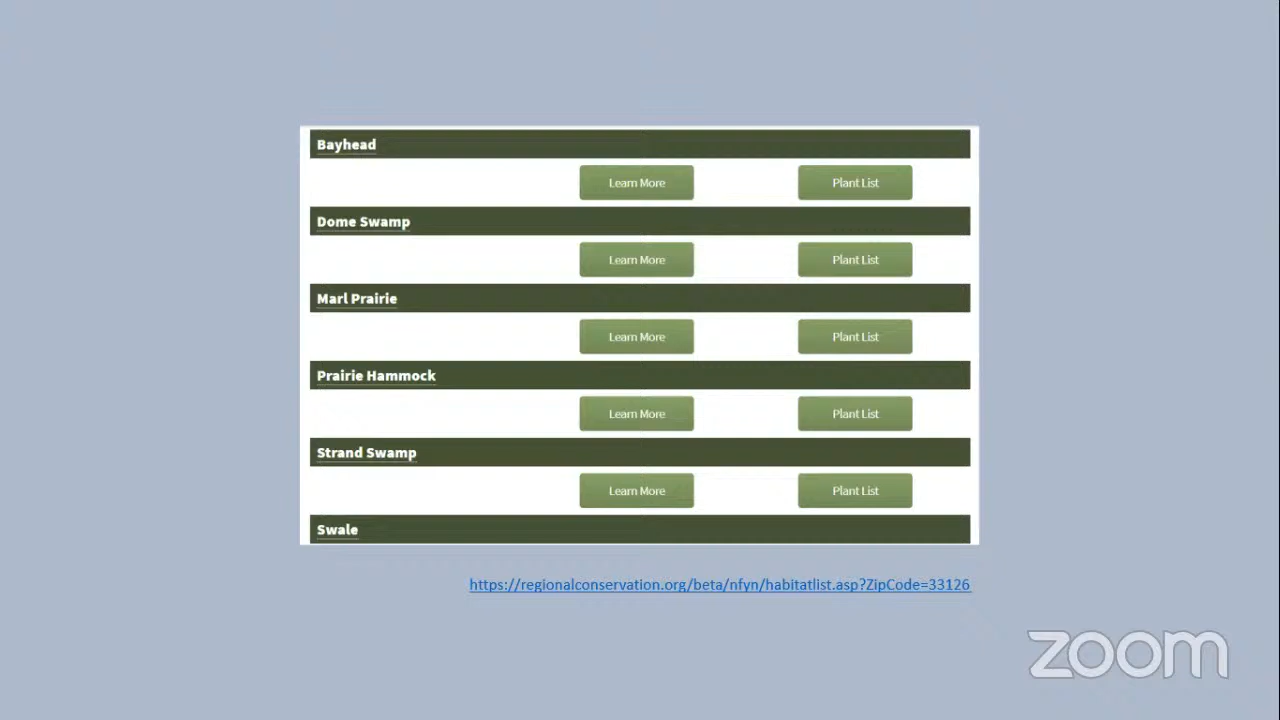 Bayhead
Learn More Plant List
Dome Swamp
Learn More Plant List
Marl Prairie
Learn More Plant List
Prairie Hammock
Learn More Plant List
Strand Swamp
Learn More Plant List
Swale
https://regionalconservation.org/beta/nfyn/habitatlist.asp?ZipCode=33126
zoom